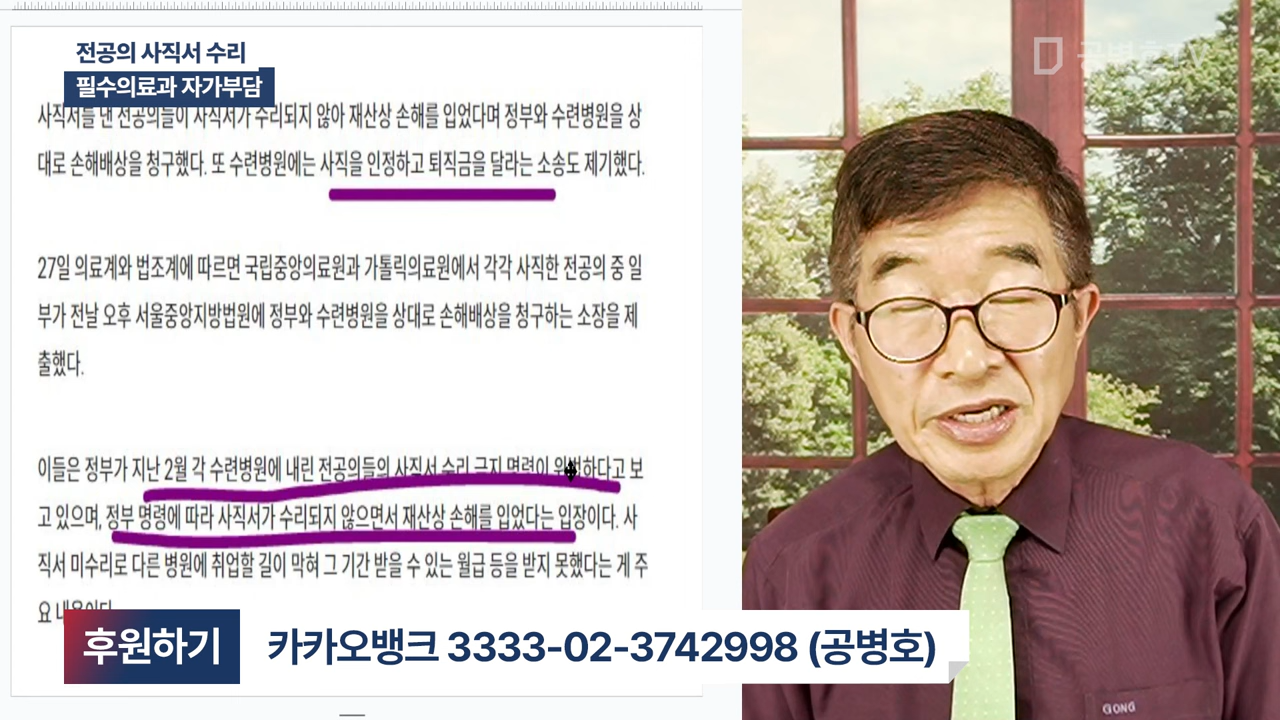 전공의 사직서 수리
필수의료과 자가부담
공병호TV
사직서를 낸 전공의들이 사직서가 수리되지 않아 재산상 손해를 입었다며 정부와 수련병원을 상
대로 손해배상을 청구했다. 또 수련병원에는 사직을 인정하고 퇴직금을 달라는 소송도 제기했다.
27일 의료계와 법조계에 따르면 국립중앙의료원과 가톨릭의료원에서 각각 사직한 전공의 중 일
부가 전날 오후 서울중앙지방법원에 정부와 수련병원을 상대로 손해배상을 청구하는 소장을 제
출했다.
이들은 정부가 지난 2월 각 수련병원에 내린 전공의들의 사직서 수리 금지 명령이 위법하다고 보
고 있으며, 정부 명령에 따라 사직서가 수리되지 않으면서 재산상 손해를 입었다는 입장이다. 사
직서 미수리로 다른 병원에 취업할 길이 막혀 그 기간 받을 수 있는 월급 등을 받지 못했다는 게 주
요 내용이다.
후원하기 카카오뱅크 3333-02-3742998 (공병호)
GONG